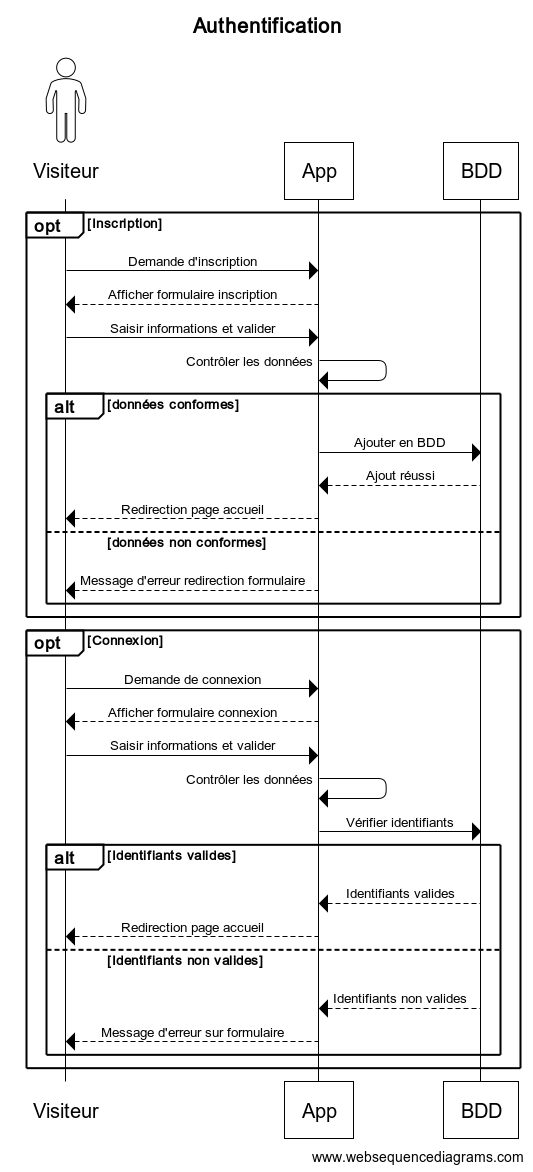 Authentification
Visiteur
App
BDD
opt
[Inscription]
Demande d'inscription
Afficher formulaire inscription
Saisir informations et valider
Contrôler les données
alt
[données conformes]
Ajouter en BDD
Ajout réussi
Redirection page accueil
[données non conformes]
Message d'erreur redirection formulaire
opt
[Connexion]
Demande de connexion
Afficher formulaire connexion
Saisir informations et valider
Contrôler les données
Vérifier identifiants
alt
[Identifiants valides]
Identifiants valides
Redirection page accueil
[Identifiants non valides]
Identifiants non valides
Message d'erreur sur formulaire
Visiteur
App
BDD
www.websequencediagrams.com